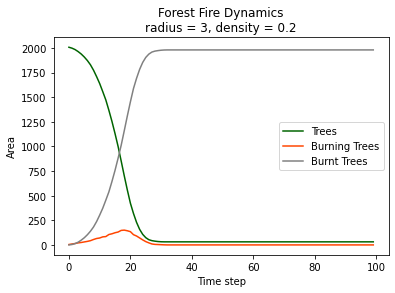 Forest Fire Dynamics
radius = 3, density = 0.2
Area
2000
1750
1500
1250
1000
750
500
250
0
Trees
Burning Trees
Burnt Trees
0 20 40 60 80 100
Time step